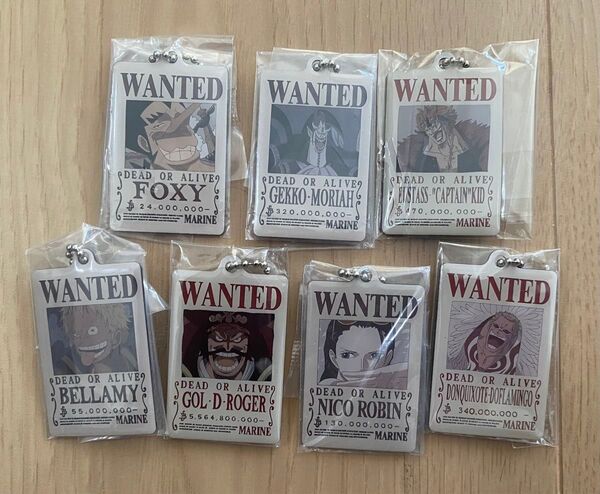 WANTED
DEAD OR ALIVE
FOXY
24,000,000-
MARINE
WANTED
DEAD OR ALIVE
GEKKO·MORIAH
320,000,000-
MARINE
WANTED
DEAD OR ALIVE
EUSTASS·"CAPTAIN"KID
470,000,000-
MARINE
WANTED
DEAD OR ALIVE
BELLAMY
55,000,000-
MARINE
WANTED
DEAD OR ALIVE
GOL·D·ROGER
5,564,800,000-
MARINE
WANTED
DEAD OR ALIVE
NICO ROBIN
130,000,000-
MARINE
WANTED
DEAD OR ALIVE
DONQUIXOTE·DOFLAMINGO
340,000,000-
MARINE